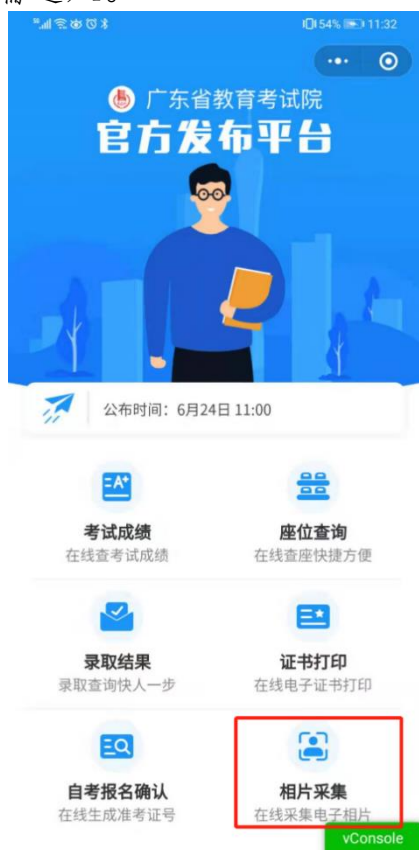 54% 11:32
广东省教育考试院
官方发布平台
公布时间：6月24日 11:00
考试成绩 座位查询
在线查考试成绩 在线查座快捷方便
录取结果 证书打印
录取查询快人一步 在线电子证书打印
自考报名确认 相片采集
在线生成准考证号 在线采集电子相片
vConsole